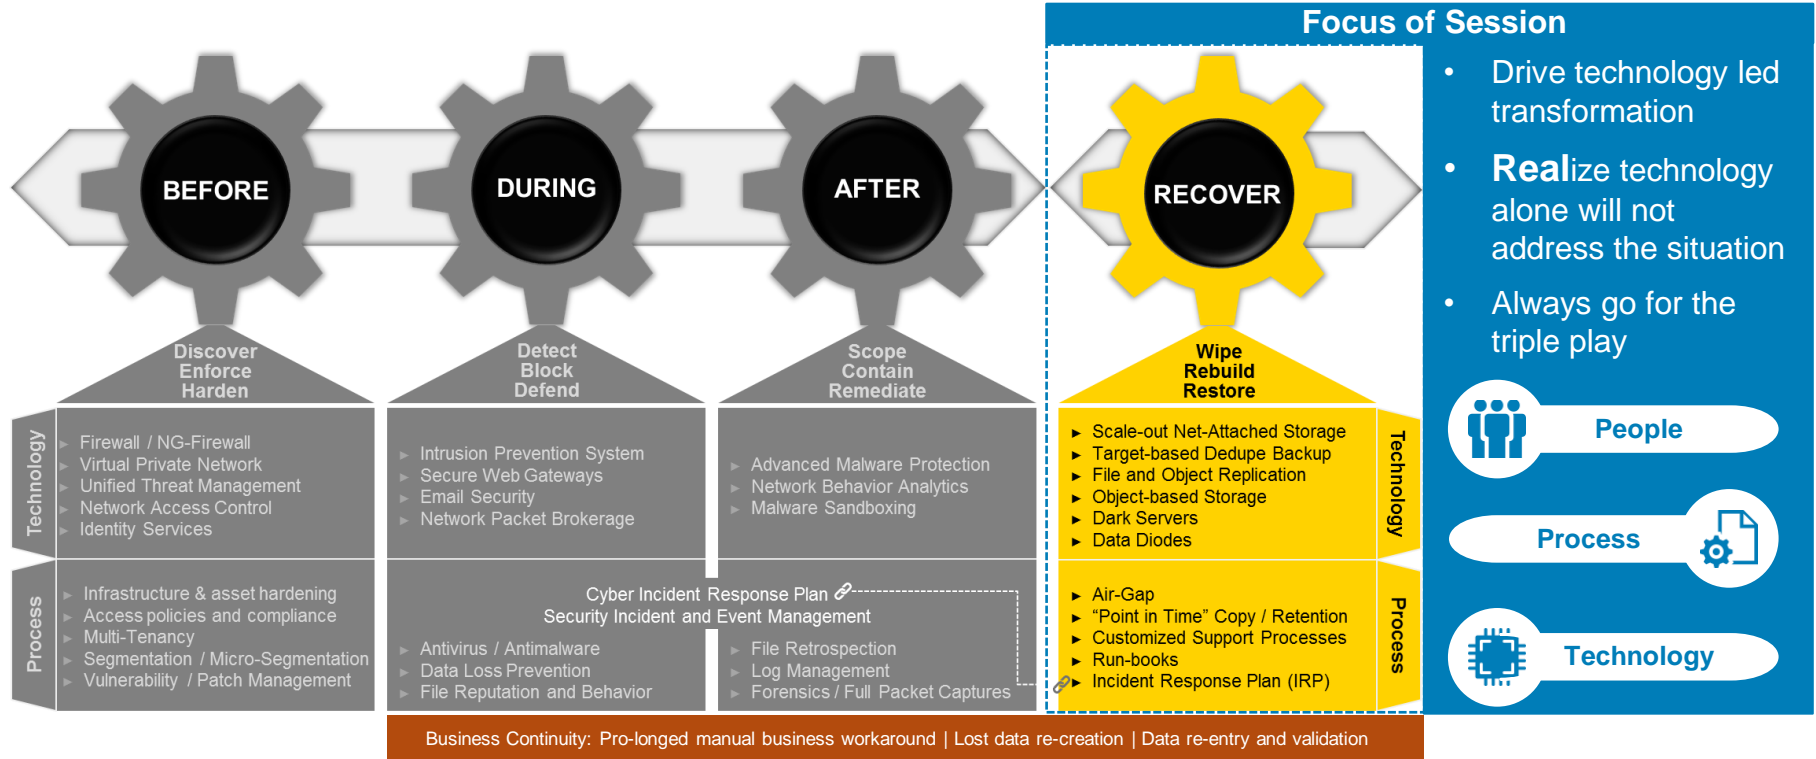 Focus of Session
BEFORE
DURING
AFTER
RECOVER
Discover
Enforce
Harden
Detect
Block
Defend
Scope
Contain
Remediate
Wipe
Rebuild
Restore
Technology
► Firewall / NG-Firewall
► Virtual Private Network
► Unified Threat Management
► Network Access Control
► Identity Services
► Intrusion Prevention System
► Secure Web Gateways
► Email Security
► Network Packet Brokerage
► Advanced Malware Protection
► Network Behavior Analytics
► Malware Sandboxing
► Scale-out Net-Attached Storage
► Target-based Dedupe Backup
► File and Object Replication
► Object-based Storage
► Dark Servers
► Data Diodes
Technology
Process
► Infrastructure & asset hardening
► Access policies and compliance
► Multi-Tenancy
► Segmentation / Micro-Segmentation
► Vulnerability / Patch Management
Cyber Incident Response Plan
Security Incident and Event Management
► Antivirus / Antimalware
► Data Loss Prevention
► File Reputation and Behavior
► File Retrospection
► Log Management
► Forensics / Full Packet Captures
► Air-Gap
► “Point in Time” Copy / Retention
► Customized Support Processes
► Run-books
► Incident Response Plan (IRP)
Process
Business Continuity: Pro-longed manual business workaround | Lost data re-creation | Data re-entry and validation
• Drive technology led
transformation
• Realize technology
alone will not
address the situation
• Always go for the
triple play
People
Process
Technology